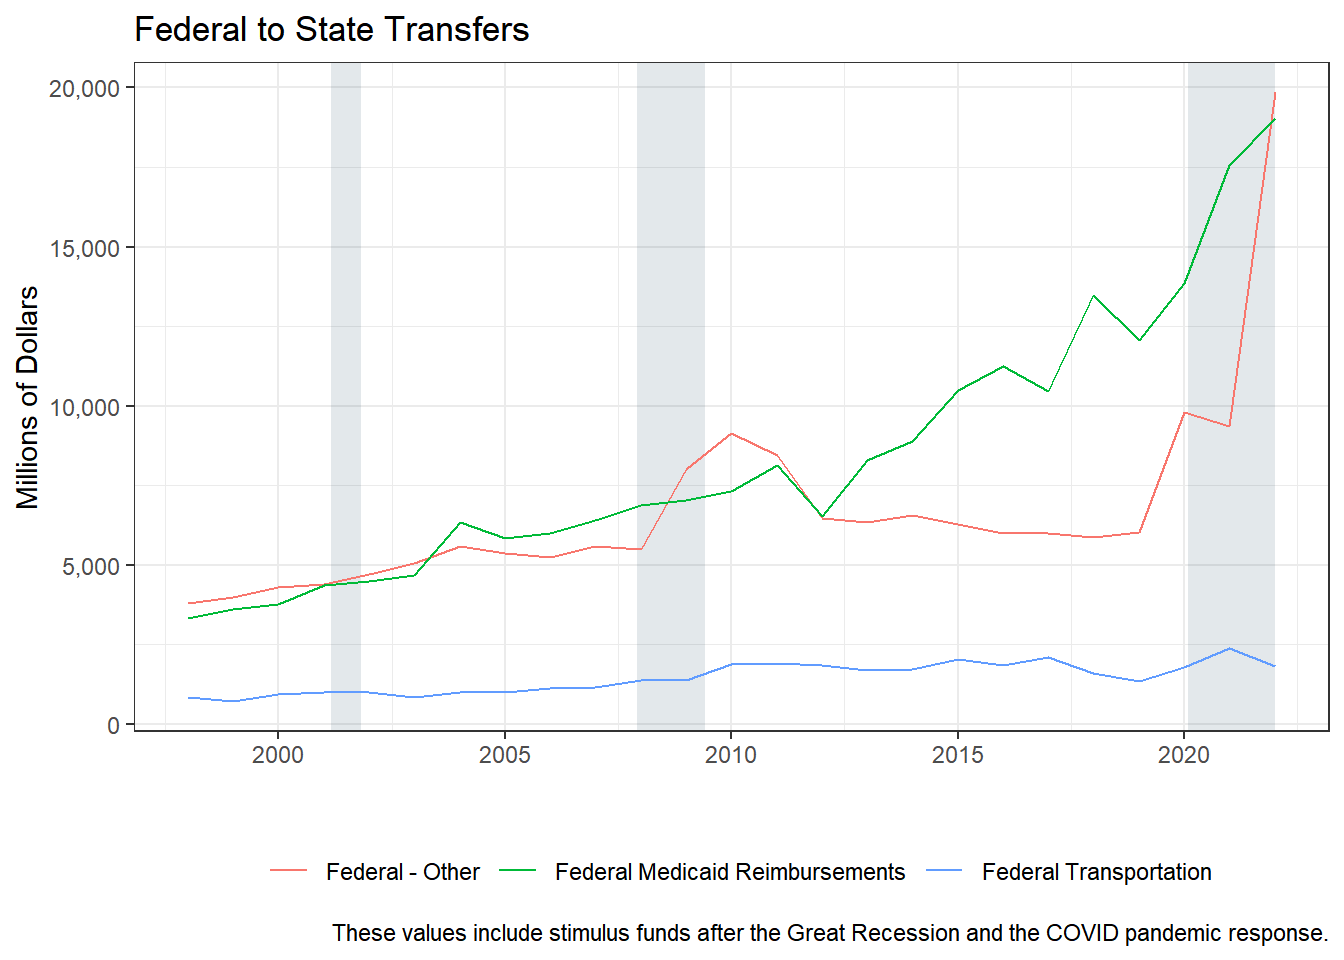 Federal to State Transfers
Millions of Dollars
20,000
15,000
10,000
5,000
0
2000 2005 2010 2015 2020
Federal - Other Federal Medicaid Reimbursements Federal Transportation
These values include stimulus funds after the Great Recession and the COVID pandemic response.